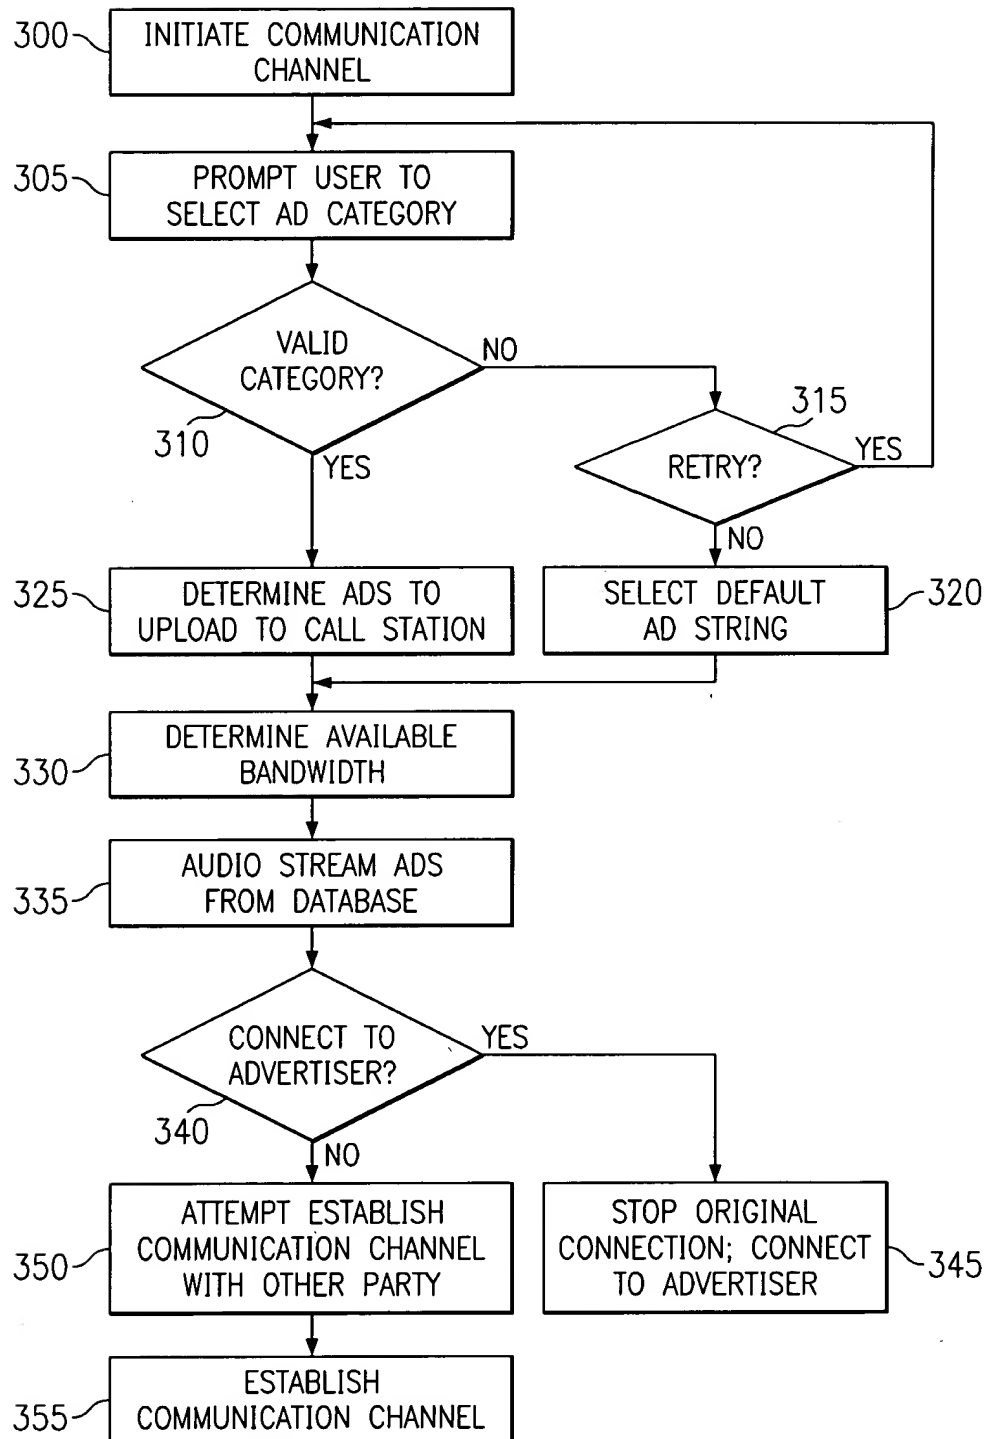 300
INITIATE COMMUNICATION
CHANNEL
305
PROMPT USER TO
SELECT AD CATEGORY
VALID
CATEGORY?
NO
310
YES
315
RETRY?
YES
NO
325
DETERMINE ADS TO
UPLOAD TO CALL STATION
SELECT DEFAULT
AD STRING
320
330
DETERMINE AVAILABLE
BANDWIDTH
335
AUDIO STREAM ADS
FROM DATABASE
CONNECT TO
ADVERTISER?
YES
340
NO
350
ATTEMPT ESTABLISH
COMMUNICATION CHANNEL
WITH OTHER PARTY
STOP ORIGINAL
CONNECTION; CONNECT
TO ADVERTISER
345
355
ESTABLISH
COMMUNICATION CHANNEL